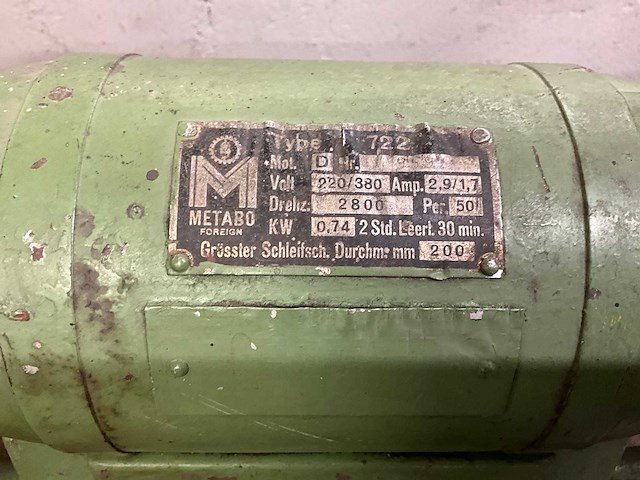 Type 722
Mot. D Nr.
Volt 220/380 Amp. 2,9/1,7
Drehz. 2800 Per. 50
KW 0,74 2 Std. Leerl. 30 min.
Grösster Schleifsch. Durchm: mm 200
M
METABO
FOREIGN